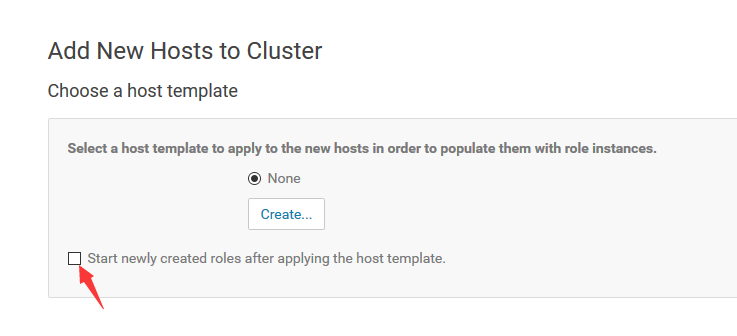 Add New Hosts to Cluster
Choose a host template
Select a host template to apply to the new hosts in order to populate them with role instances.
None
Create...
Start newly created roles after applying the host template.